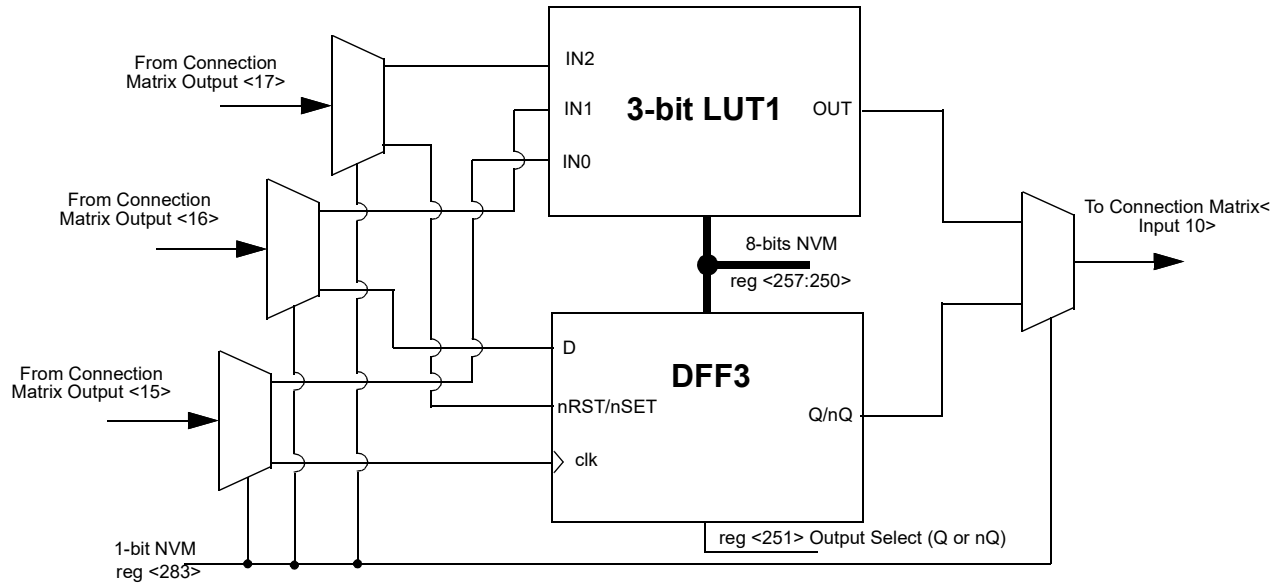 From Connection
Matrix Output <17>
IN2
IN1
IN0
3-bit LUT1
OUT
From Connection
Matrix Output <16>
To Connection Matrix<
Input 10>
8-bits NVM
reg <257:250>
From Connection
Matrix Output <15>
D
DFF3
nRST/nSET
Q/nQ
clk
reg <251> Output Select (Q or nQ)
1-bit NVM
reg <283>